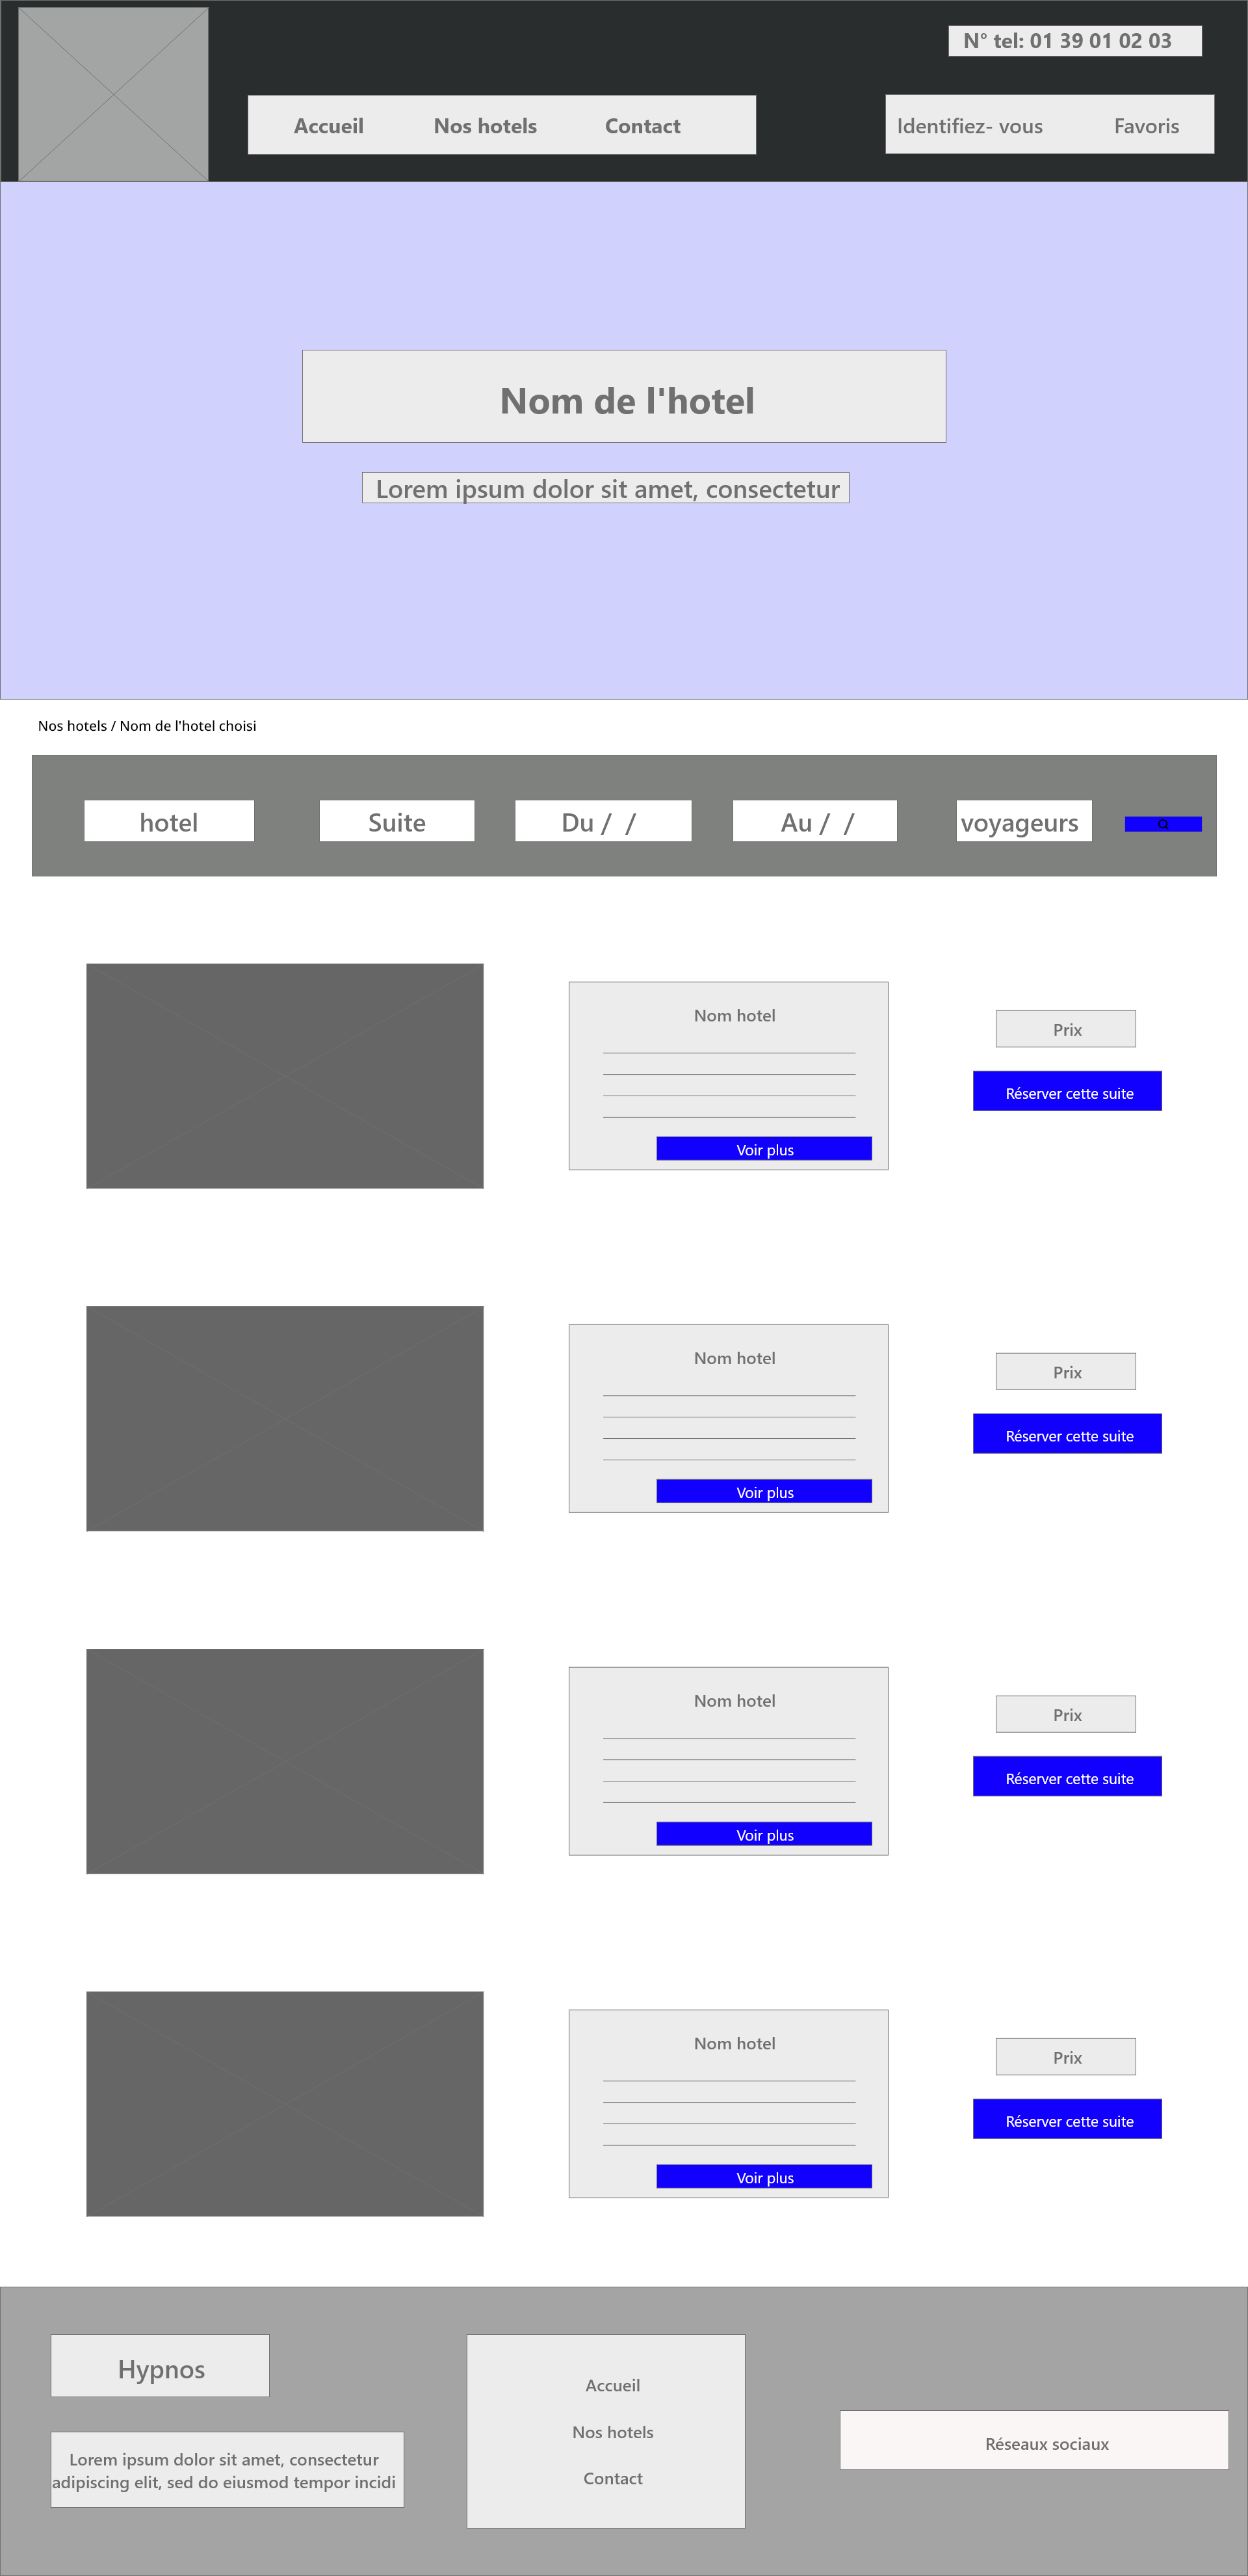 N° tel: 01 39 01 02 03
Accueil Nos hotels Contact
Identifiez- vous Favoris
Nom de l'hotel
Lorem ipsum dolor sit amet, consectetur
Nos hotels / Nom de l'hotel choisi
hotel Suite Du / / Au / / voyageurs
Nom hotel
Voir plus
Prix
Réserver cette suite
Nom hotel
Voir plus
Prix
Réserver cette suite
Nom hotel
Voir plus
Prix
Réserver cette suite
Nom hotel
Voir plus
Prix
Réserver cette suite
Hypnos
Lorem ipsum dolor sit amet, consectetur
adipiscing elit, sed do eiusmod tempor incidi
Accueil
Nos hotels
Contact
Réseaux sociaux